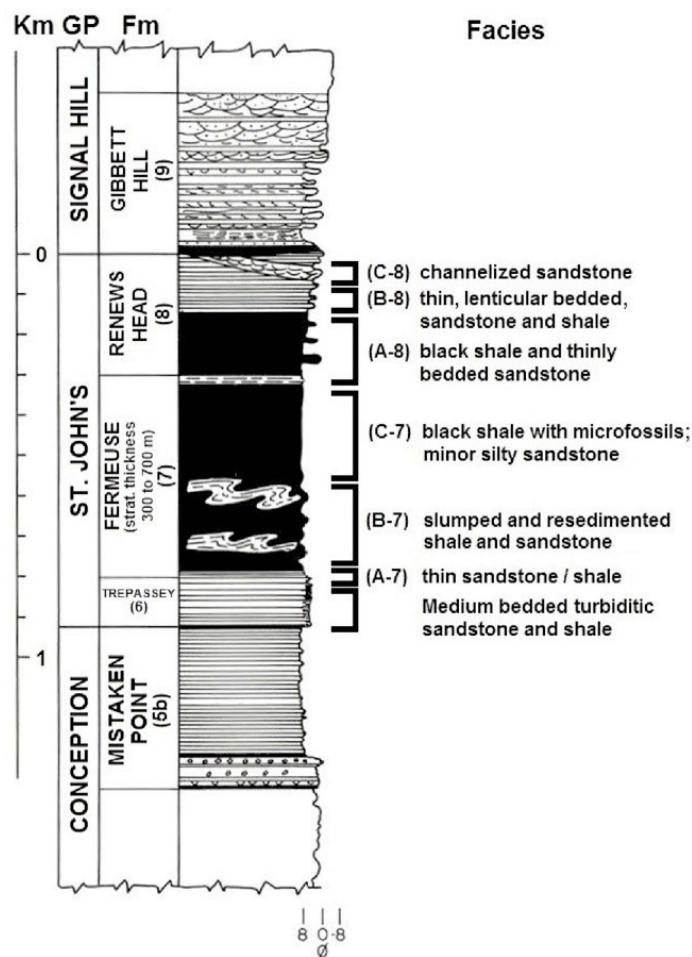 Km GP Fm Facies
SIGNAL HILL
GIBBETT
HILL
(9)
0
ST. JOHN'S
RENEWS
HEAD
(8)
(C-8) channelized sandstone
(B-8) thin, lenticular bedded,
sandstone and shale
(A-8) black shale and thinly
bedded sandstone
FERMEUSE
(strat. thickness
300 to 700 m)
(7)
(C-7) black shale with microfossils;
minor silty sandstone
(B-7) slumped and resedimented
shale and sandstone
(A-7) thin sandstone / shale
TREPASSEY
(6)
Medium bedded turbiditic
sandstone and shale
1
CONCEPTION
MISTAKEN
POINT
(5b)
8 0 -8
Ø